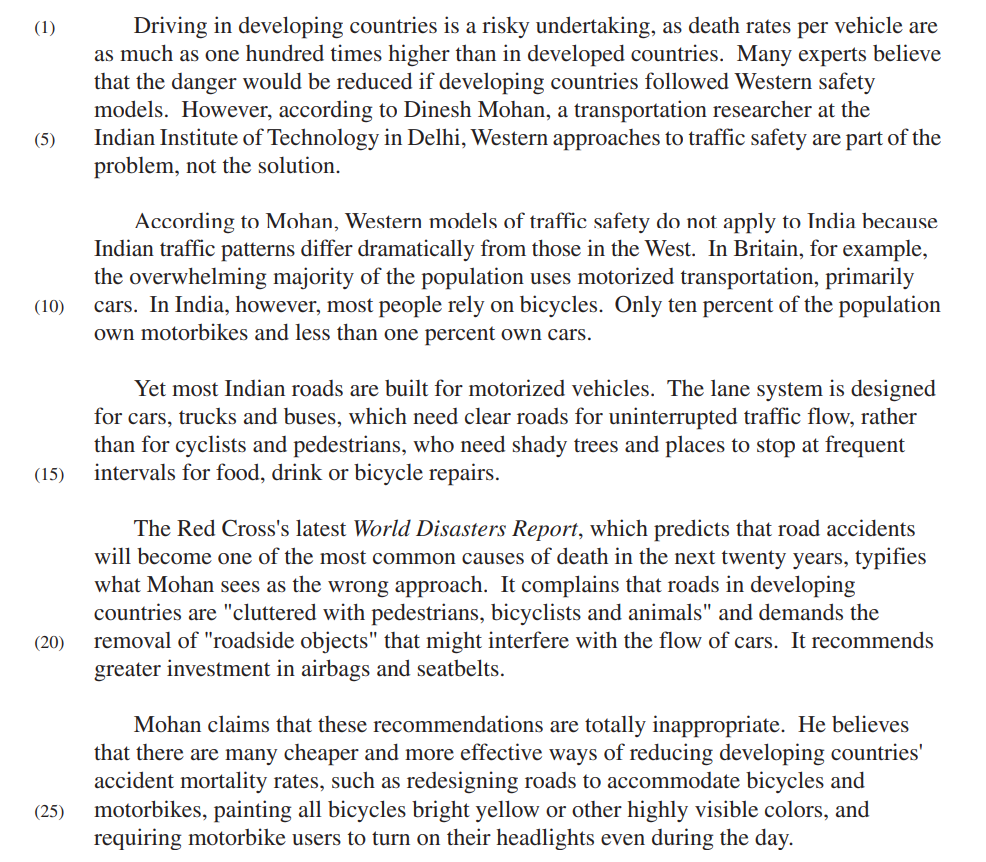 (1) Driving in developing countries is a risky undertaking, as death rates per vehicle are
as much as one hundred times higher than in developed countries. Many experts believe
that the danger would be reduced if developing countries followed Western safety
models. However, according to Dinesh Mohan, a transportation researcher at the
(5) Indian Institute of Technology in Delhi, Western approaches to traffic safety are part of the
problem, not the solution.
According to Mohan, Western models of traffic safety do not apply to India because
Indian traffic patterns differ dramatically from those in the West. In Britain, for example,
the overwhelming majority of the population uses motorized transportation, primarily
(10) cars. In India, however, most people rely on bicycles. Only ten percent of the population
own motorbikes and less than one percent own cars.
Yet most Indian roads are built for motorized vehicles. The lane system is designed
for cars, trucks and buses, which need clear roads for uninterrupted traffic flow, rather
than for cyclists and pedestrians, who need shady trees and places to stop at frequent
(15) intervals for food, drink or bicycle repairs.
The Red Cross's latest World Disasters Report, which predicts that road accidents
will become one of the most common causes of death in the next twenty years, typifies
what Mohan sees as the wrong approach. It complains that roads in developing
countries are "cluttered with pedestrians, bicyclists and animals" and demands the
(20) removal of "roadside objects" that might interfere with the flow of cars. It recommends
greater investment in airbags and seatbelts.
Mohan claims that these recommendations are totally inappropriate. He believes
that there are many cheaper and more effective ways of reducing developing countries'
accident mortality rates, such as redesigning roads to accommodate bicycles and
(25) motorbikes, painting all bicycles bright yellow or other highly visible colors, and
requiring motorbike users to turn on their headlights even during the day.